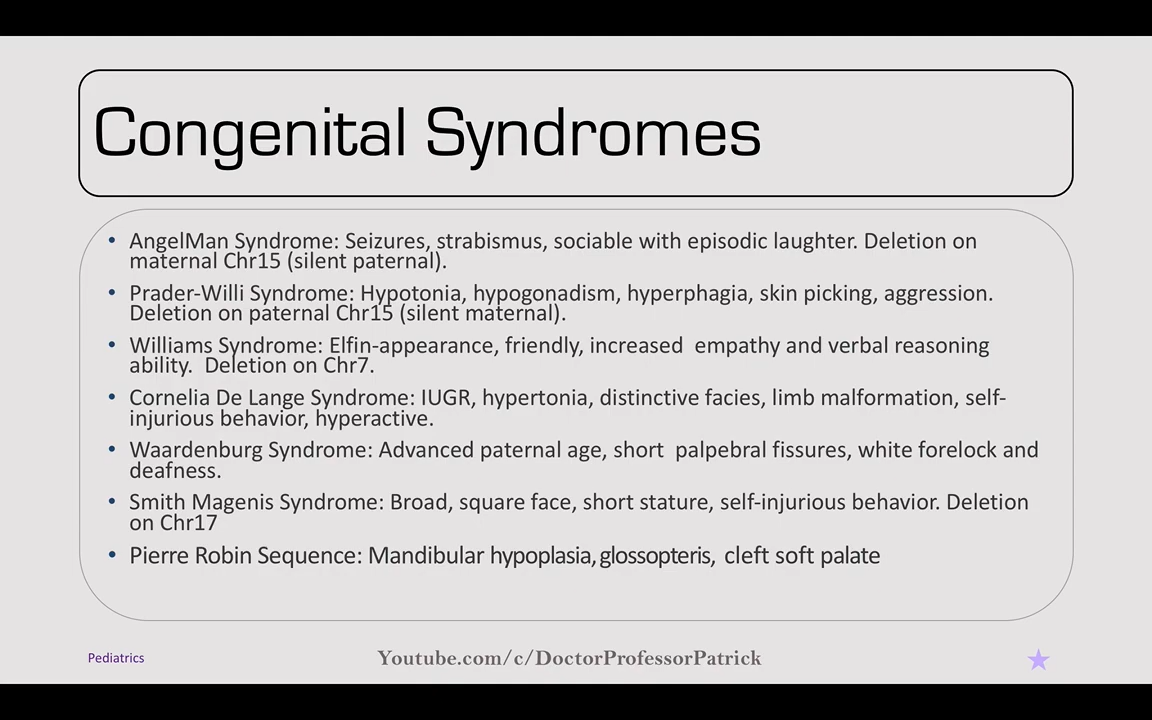 Congenital Syndromes
• AngelMan Syndrome: Seizures, strabismus, sociable with episodic laughter. Deletion on
maternal Chr15 (silent paternal).
• Prader-Willi Syndrome: Hypotonia, hypogonadism, hyperphagia, skin picking, aggression.
Deletion on paternal Chr15 (silent maternal).
• Williams Syndrome: Elfin-appearance, friendly, increased empathy and verbal reasoning
ability. Deletion on Chr7.
• Cornelia De Lange Syndrome: IUGR, hypertonia, distinctive facies, limb malformation, self-
injurious behavior, hyperactive.
• Waardenburg Syndrome: Advanced paternal age, short palpebral fissures, white forelock and
deafness.
• Smith Magenis Syndrome: Broad, square face, short stature, self-injurious behavior. Deletion
on Chr17
• Pierre Robin Sequence: Mandibular hypoplasia, glossopteris, cleft soft palate
Pediatrics
Youtube.com/c/DoctorProfessorPatrick